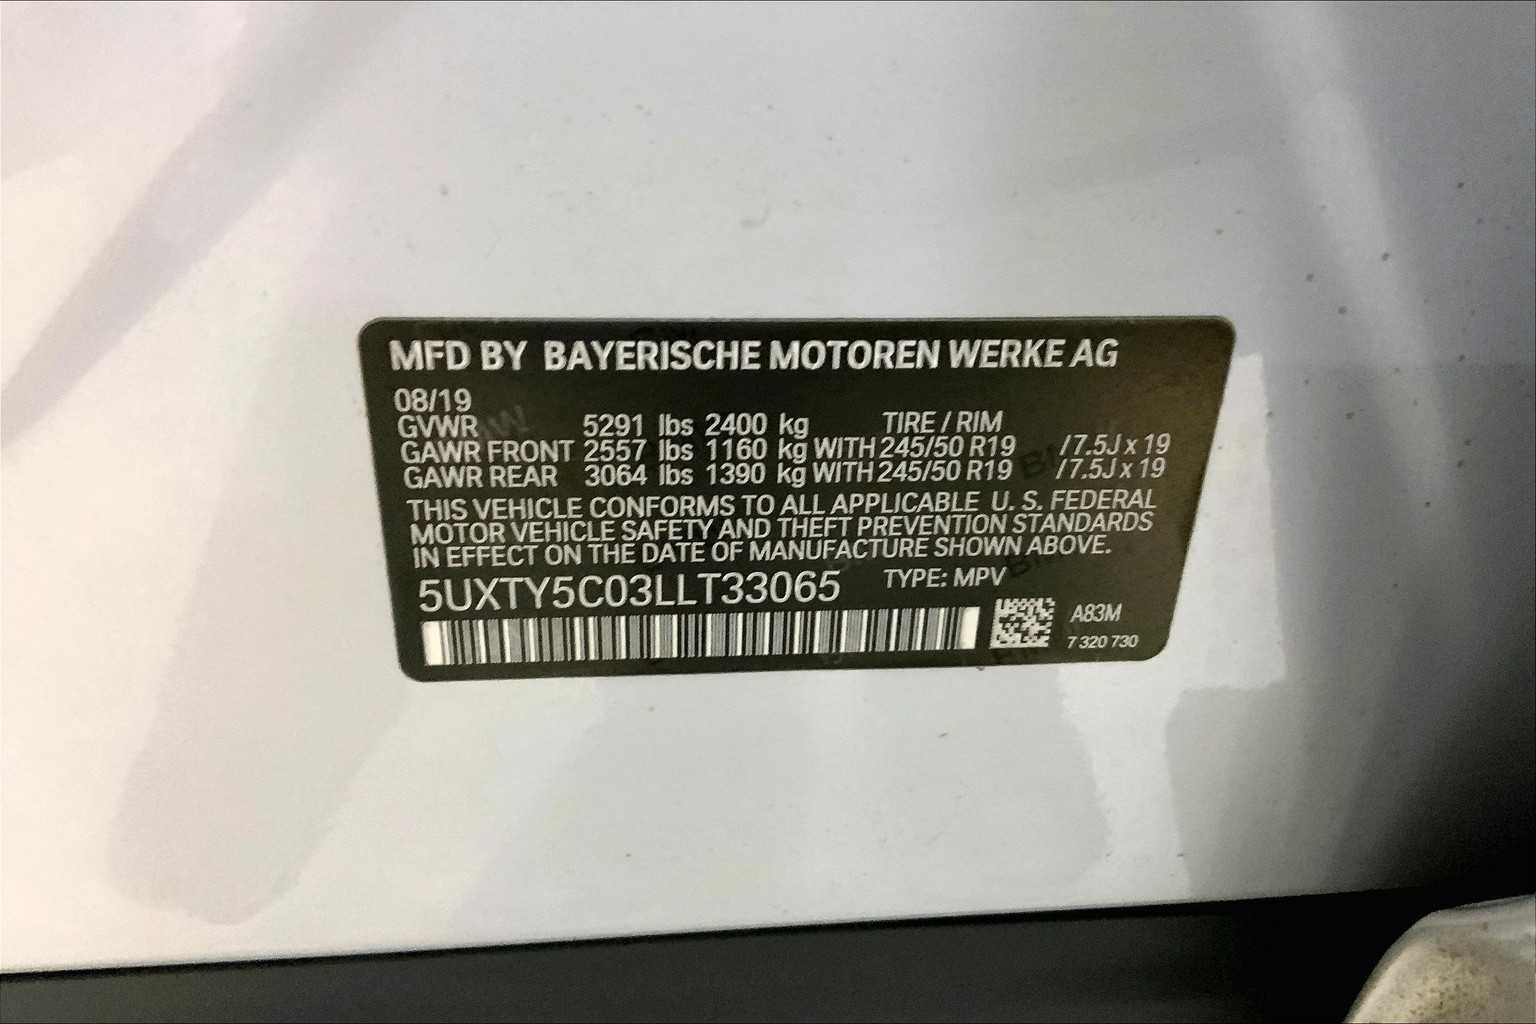 MFD BY BAYERISCHE MOTOREN WERKE AG
08/19
GVWR 5291 lbs 2400 kg TIRE / RIM
GAWR FRONT 2557 lbs 1160 kg WITH 245/50 R19 /7.5J x 19
GAWR REAR 3064 lbs 1390 kg WITH 245/50 R19 /7.5J x 19
THIS VEHICLE CONFORMS TO ALL APPLICABLE U. S. FEDERAL
MOTOR VEHICLE SAFETY AND THEFT PREVENTION STANDARDS
IN EFFECT ON THE DATE OF MANUFACTURE SHOWN ABOVE.
5UXTY5C03LLT33065 TYPE: MPV
A83M
7 320 730